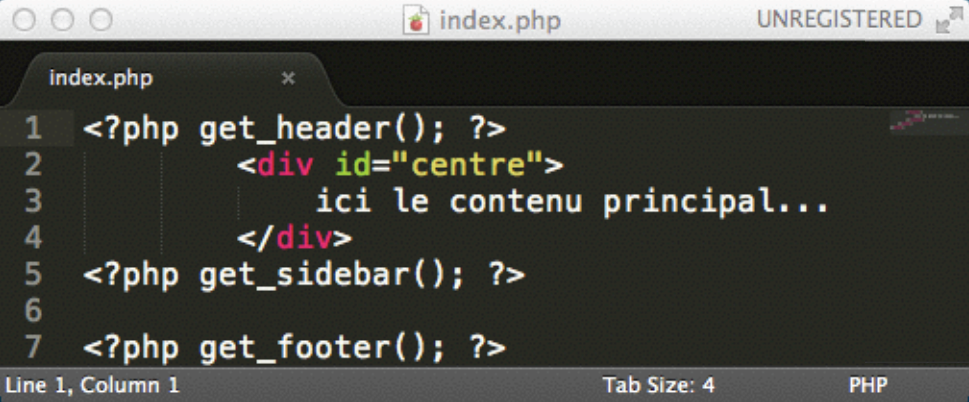 index.php
UNREGISTERED
index.php ×
1 <?php get_header(); ?>
2 <div id="centre">
3 ici le contenu principal...
4 </div>
5 <?php get_sidebar(); ?>
6
7 <?php get_footer(); ?>
Line 1, Column 1
Tab Size: 4
PHP